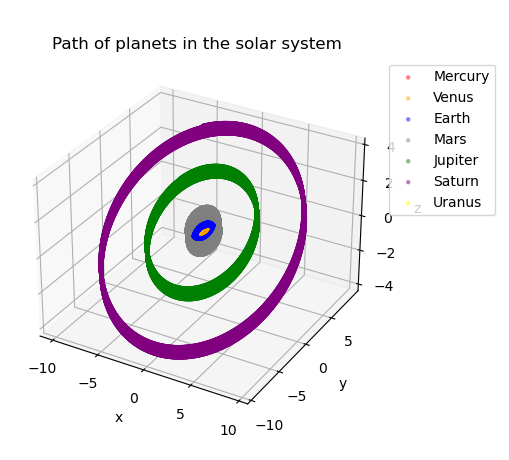 Path of planets in the solar system
Mercury
Venus
Earth
Mars
Jupiter
Saturn
Uranus
4
2
0
−2
−4
z
5
0
−5
−10
y
−10
−5
0
5
10
x